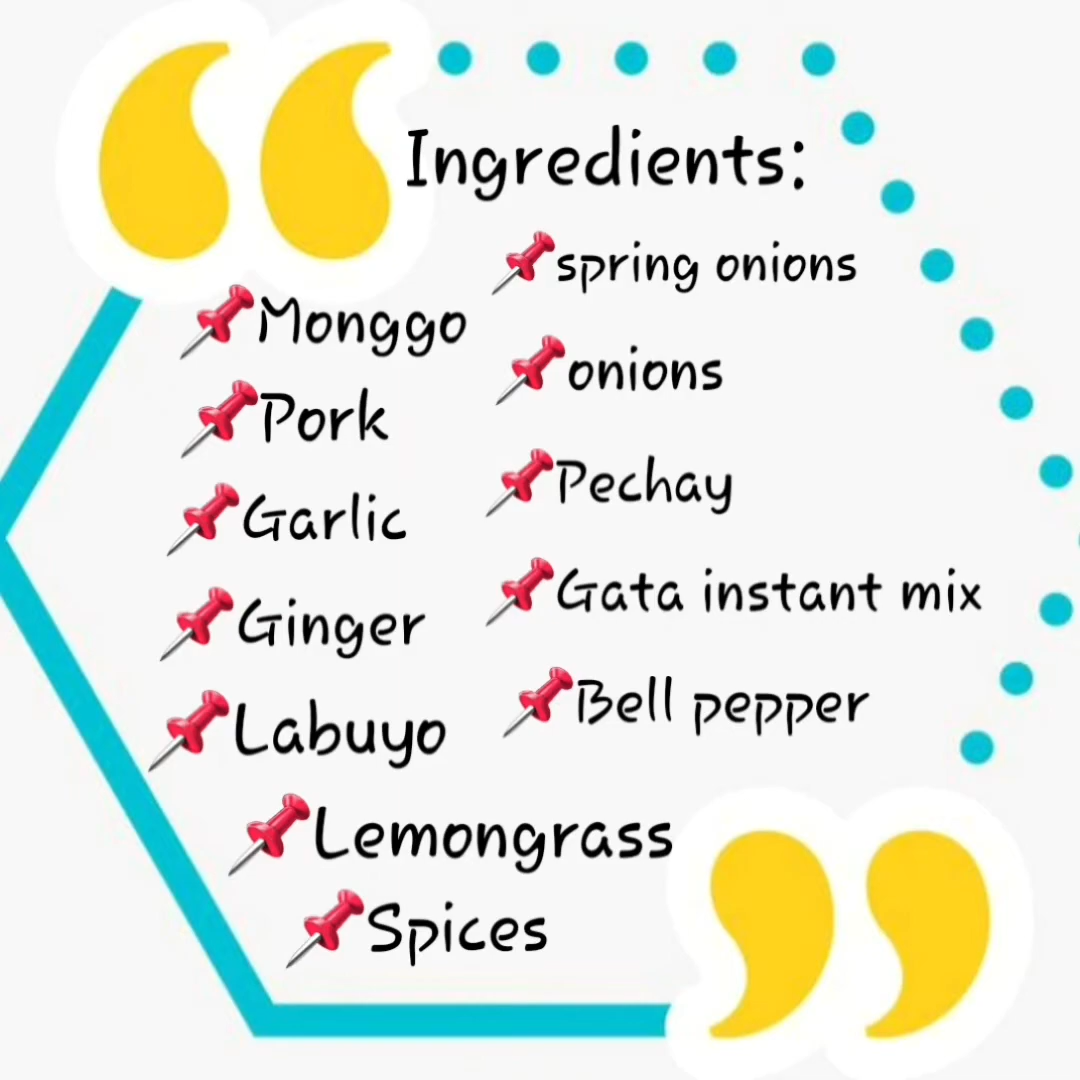 Ingredients:
Monggo
Pork
Garlic
Ginger
Labuyo
Lemongrass
Spices
spring onions
onions
Pechay
Gata instant mix
Bell pepper